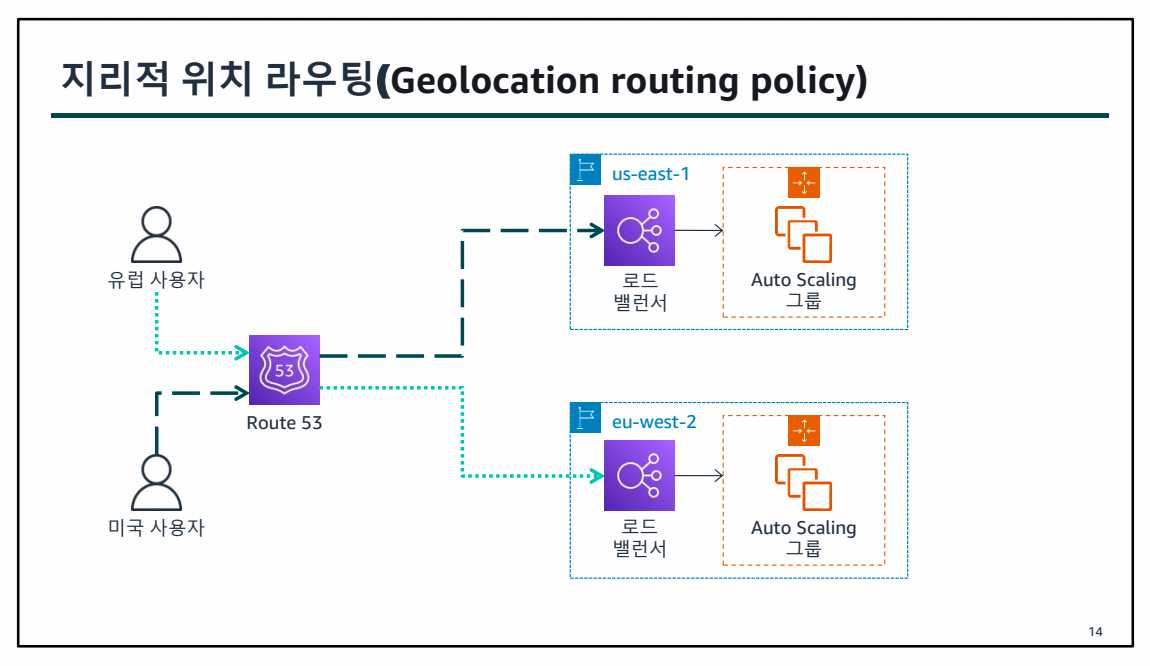 지리적 위치 라우팅(Geolocation routing policy)
유럽 사용자
53
Route 53
미국 사용자
us-east-1
로드
밸런서
Auto Scaling
그룹
eu-west-2
로드
밸런서
Auto Scaling
그룹
14